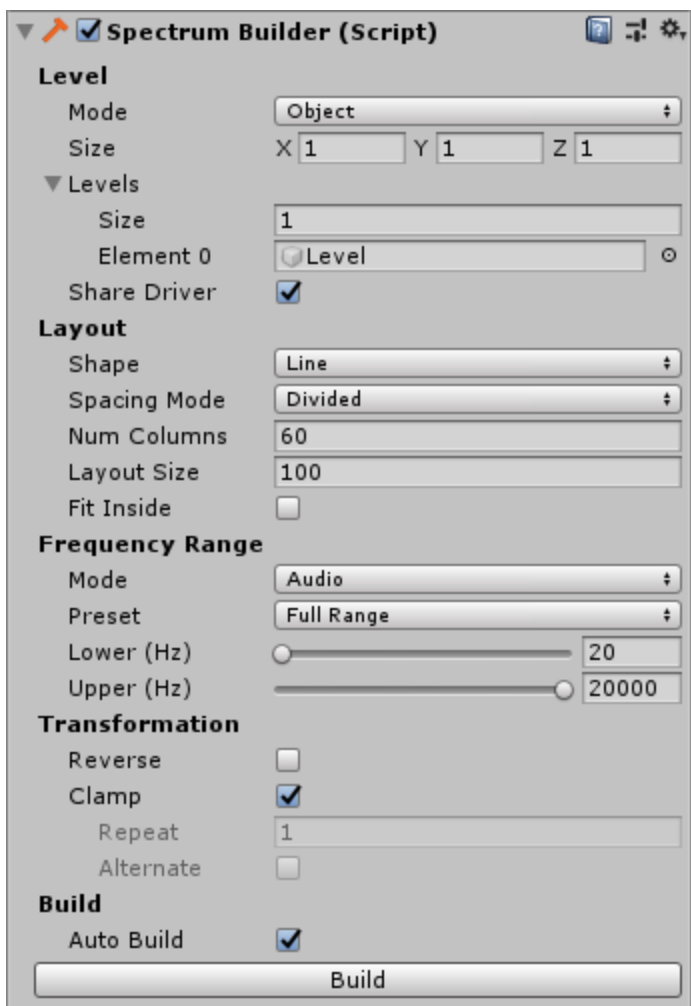 Spectrum Builder (Script)
Level
Mode Object
Size X 1 Y 1 Z 1
Levels
Size 1
Element 0 Level
Share Driver
Layout
Shape Line
Spacing Mode Divided
Num Columns 60
Layout Size 100
Fit Inside
Frequency Range
Mode Audio
Preset Full Range
Lower (Hz) 20
Upper (Hz) 20000
Transformation
Reverse
Clamp
Repeat 1
Alternate
Build
Auto Build
Build